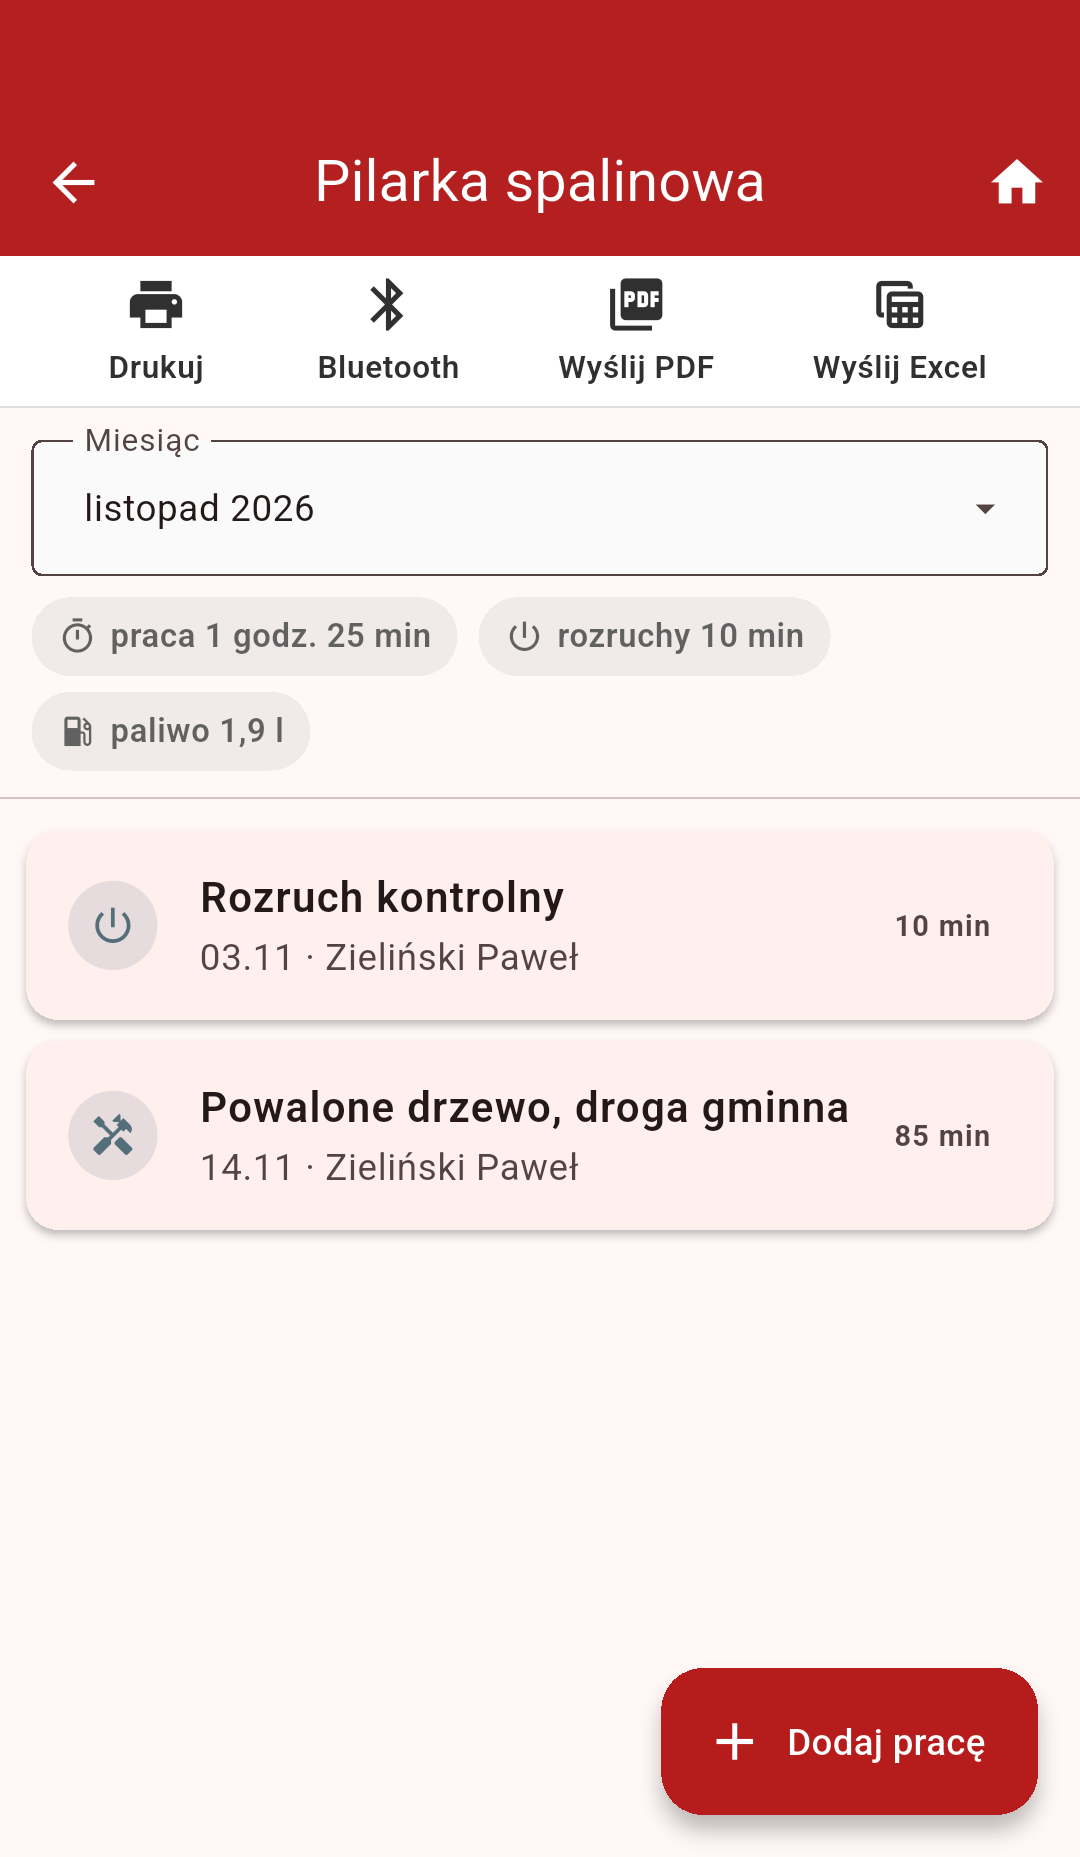 Pilarka spalinowa
Drukuj
Bluetooth
Wyślij PDF
Wyślij Excel
Miesiąc
listopad 2026
praca 1 godz. 25 min
rozruchy 10 min
paliwo 1,9 l
Rozruch kontrolny
03.11 · Zieliński Paweł
10 min
Powalone drzewo, droga gminna
14.11 · Zieliński Paweł
85 min
Dodaj pracę